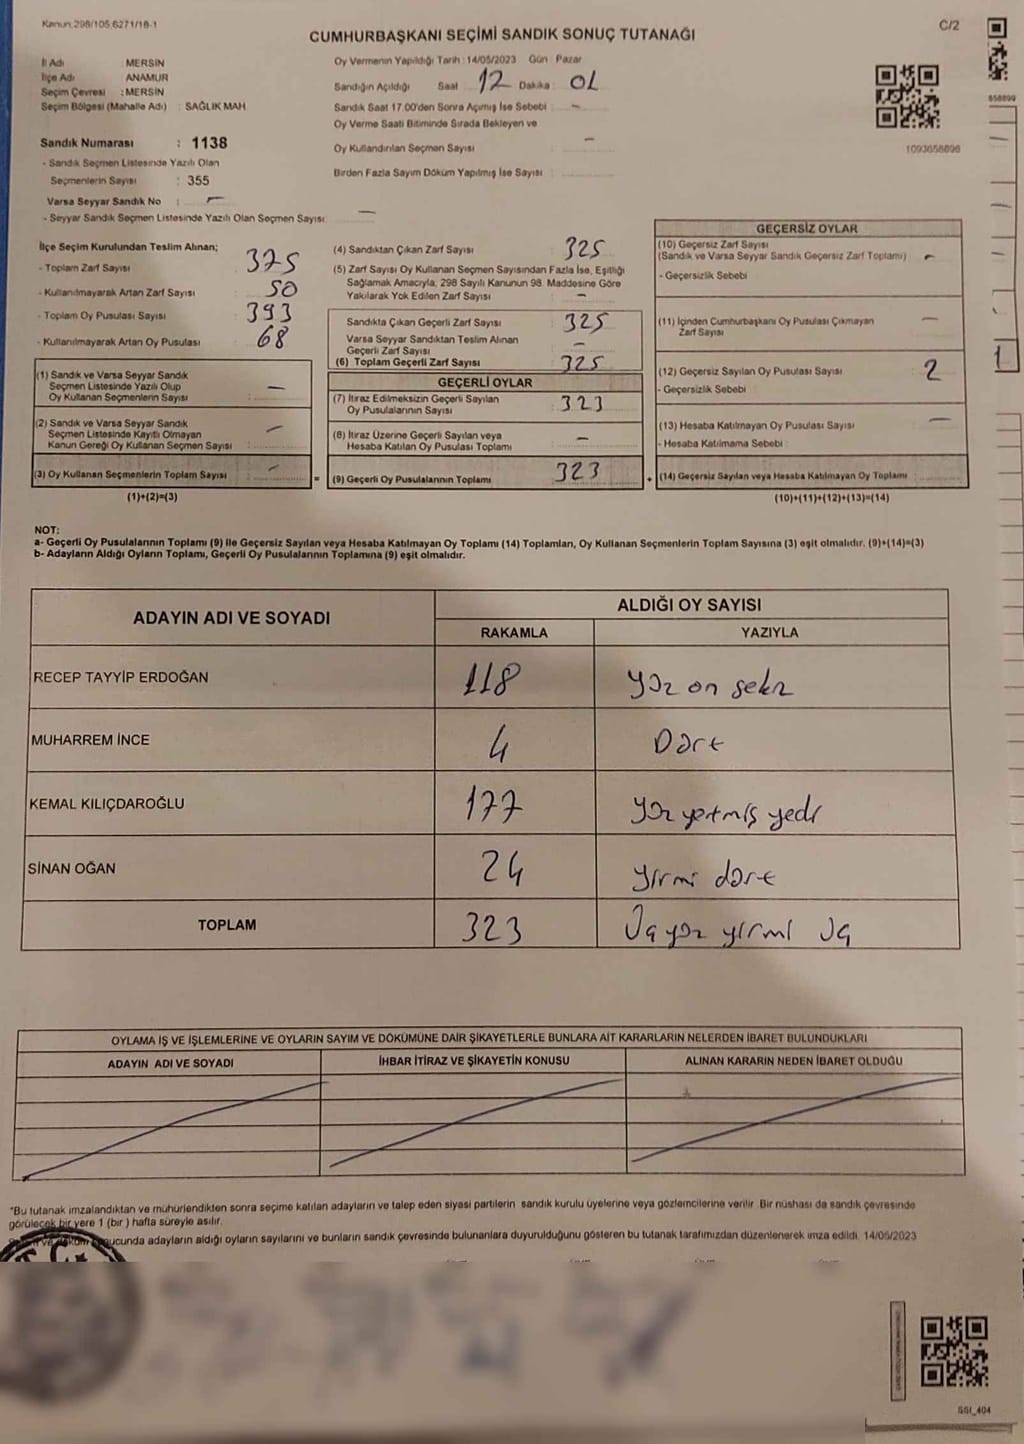 Kanun:298/105,6271/18-1
C/2
CUMHURBAŞKANI SEÇİMİ SANDIK SONUÇ TUTANAĞI
İl Adı : MERSİN
İlçe Adı : ANAMUR
Seçim Çevresi : MERSİN
Seçim Bölgesi (Mahalle Adı) : SAĞLIK MAH.
Sandık Numarası : 1138
- Sandık Seçmen Listesinde Yazılı Olan
Seçmenlerin Sayısı : 355
Varsa Seyyar Sandık No : -
- Seyyar Sandık Seçmen Listesinde Yazılı Olan Seçmen Sayısı: -
Oy Vermenin Yapıldığı Tarih : 14/05/2023 Gün : Pazar
Sandığın Açıldığı Saat 12 Dakika : 01
Sandık Saat 17.00'den Sonra Açımış İse Sebebi : -
Oy Verme Saati Bitiminde Sırada Bekleyen ve
Oy Kullandırılan Seçmen Sayısı : -
Birden Fazla Sayım Döküm Yapılmış İse Sayısı :
1093658898
658899
İlçe Seçim Kurulundan Teslim Alınan;
- Toplam Zarf Sayısı : 375
- Kullanılmayarak Artan Zarf Sayısı : 50
- Toplam Oy Pusulası Sayısı : 393
- Kullanılmayarak Artan Oy Pusulası : 68
(1) Sandık ve Varsa Seyyar Sandık
Seçmen Listesinde Yazılı Olup
Oy Kullanan Seçmenlerin Sayısı : -
(2) Sandık ve Varsa Seyyar Sandık
Seçmen Listesinde Kayıtlı Olmayan
Kanun Gereği Oy Kullanan Seçmen Sayısı : -
(3) Oy Kullanan Seçmenlerin Toplam Sayısı : -
(1)+(2)=(3)
(4) Sandıktan Çıkan Zarf Sayısı : 325
(5) Zarf Sayısı Oy Kullanan Seçmen Sayısından Fazla İse, Eşitliği
Sağlamak Amacıyla; 298 Sayılı Kanunun 98. Maddesine Göre
Yakılarak Yok Edilen Zarf Sayısı : -
Sandıkta Çıkan Geçerli Zarf Sayısı : 325
Varsa Seyyar Sandıktan Teslim Alınan
Geçerli Zarf Sayısı : -
(6) Toplam Geçerli Zarf Sayısı : 325
GEÇERLİ OYLAR
(7) İtiraz Edilmeksizin Geçerli Sayılan
Oy Pusulalarının Sayısı : 323
(8) İtiraz Üzerine Geçerli Sayılan veya
Hesaba Katılan Oy Pusulası Toplamı : -
= (9) Geçerli Oy Pusulalarının Toplamı : 323 +
GEÇERSİZ OYLAR
(10) Geçersiz Zarf Sayısı
(Sandık ve Varsa Seyyar Sandık Geçersiz Zarf Toplamı) : -
- Geçersizlik Sebebi :
(11) İçinden Cumhurbaşkanı Oy Pusulası Çıkmayan
Zarf Sayısı : -
(12) Geçersiz Sayılan Oy Pusulası Sayısı : 2
- Geçersizlik Sebebi :
(13) Hesaba Katılmayan Oy Pusulası Sayısı : -
- Hesaba Katılmama Sebebi :
(14) Geçersiz Sayılan veya Hesaba Katılmayan Oy Toplamı :
(10)+(11)+(12)+(13)=(14)
1
NOT:
a- Geçerli Oy Pusulalarının Toplamı (9) ile Geçersiz Sayılan veya Hesaba Katılmayan Oy Toplamı (14) Toplamları, Oy Kullanan Seçmenlerin Toplam Sayısına (3) eşit olmalıdır. (9)+(14)=(3)
b- Adayların Aldığı Oyların Toplamı, Geçerli Oy Pusulalarının Toplamına (9) eşit olmalıdır.
ADAYIN ADI VE SOYADI
ALDIĞI OY SAYISI
RAKAMLA YAZIYLA
RECEP TAYYİP ERDOĞAN 118 yüz on sekiz
MUHARREM İNCE 4 Dört
KEMAL KILIÇDAROĞLU 177 yüz yetmiş yedi
SİNAN OĞAN 24 yirmi dört
TOPLAM 323 Üç yüz yirmi üç
OYLAMA İŞ VE İŞLEMLERİNE VE OYLARIN SAYIM VE DÖKÜMÜNE DAİR ŞİKAYETLERLE BUNLARA AİT KARARLARIN NELERDEN İBARET BULUNDUKLARI
ADAYIN ADI VE SOYADI İHBAR İTİRAZ VE ŞİKAYETİN KONUSU ALINAN KARARIN NEDEN İBARET OLDUĞU
*Bu tutanak imzalandıktan ve mühürlendikten sonra seçime katılan adayların ve talep eden siyasi partilerin sandık kurulu üyelerine veya gözlemcilerine verilir. Bir nüshası da sandık çevresinde
görülecek bir yere 1 (bir ) hafta süreyle asılır.
ve döküm sonucunda adayların aldığı oyların sayılarını ve bunların sandık çevresinde bulunanlara duyurulduğunu gösteren bu tutanak tarafımızdan düzenlenerek imza edildi. 14/05/2023
GSI_404